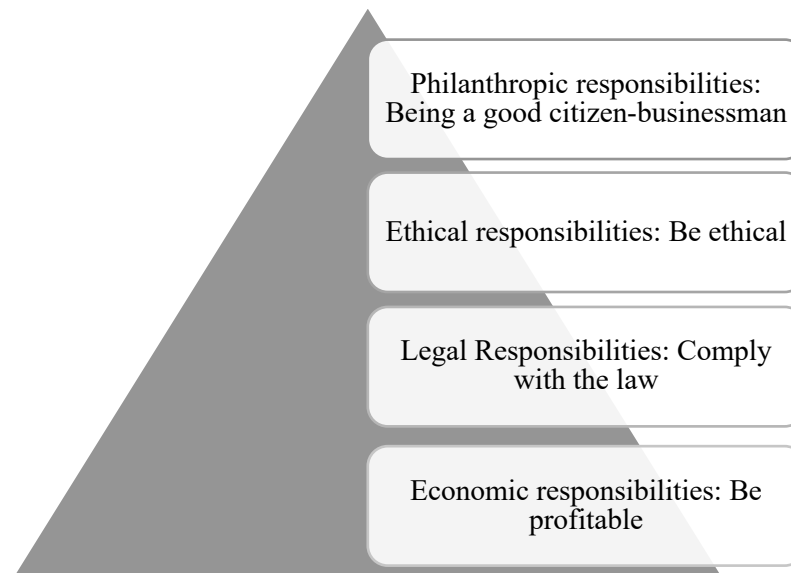 Philanthropic responsibilities:
Being a good citizen-businessman
Ethical responsibilities: Be ethical
Legal Responsibilities: Comply
with the law
Economic responsibilities: Be
profitable